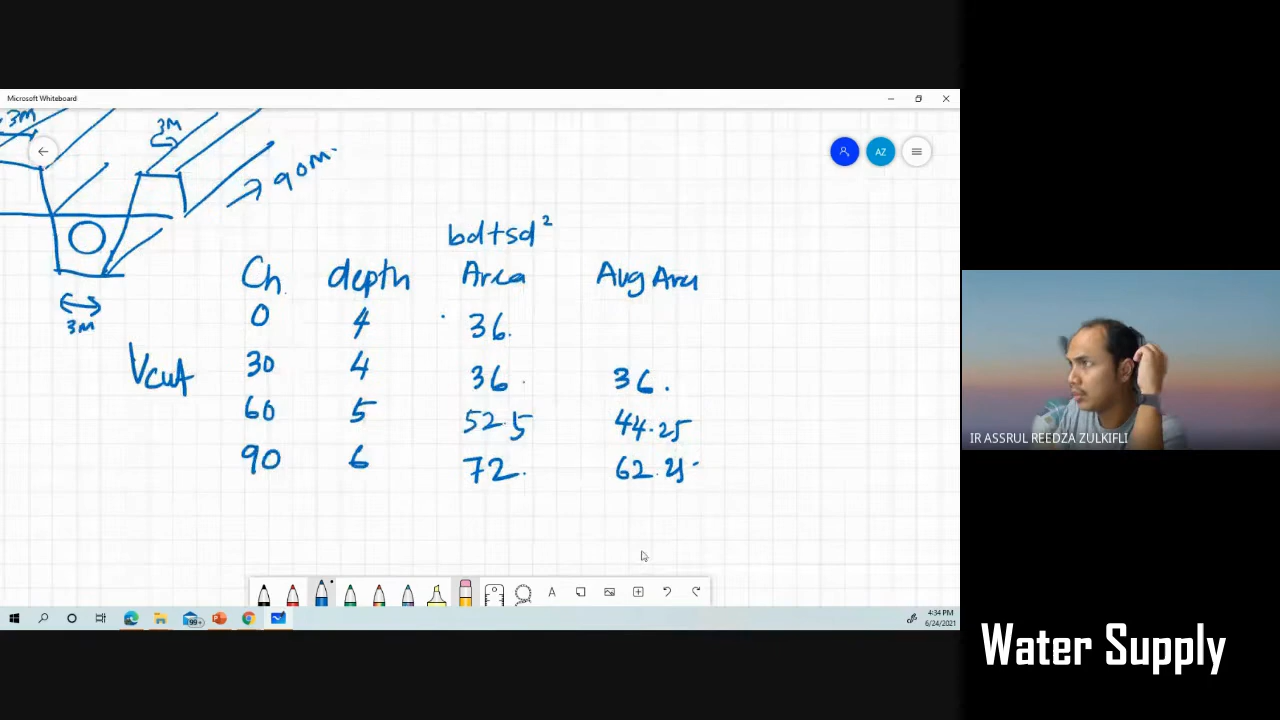 Microsoft Whiteboard
3M
3M
→ 90m.
AZ
bd+sd²
Ch depth Area Avg Area
0 4 36.
30 4 36. 36.
Vcut
60 5 52.5 44.25
90 6 72. 62.25
3M
IR ASSRUL REEDZA ZULKIFLI
A
99+
4:34 PM
6/24/2021
Water Supply